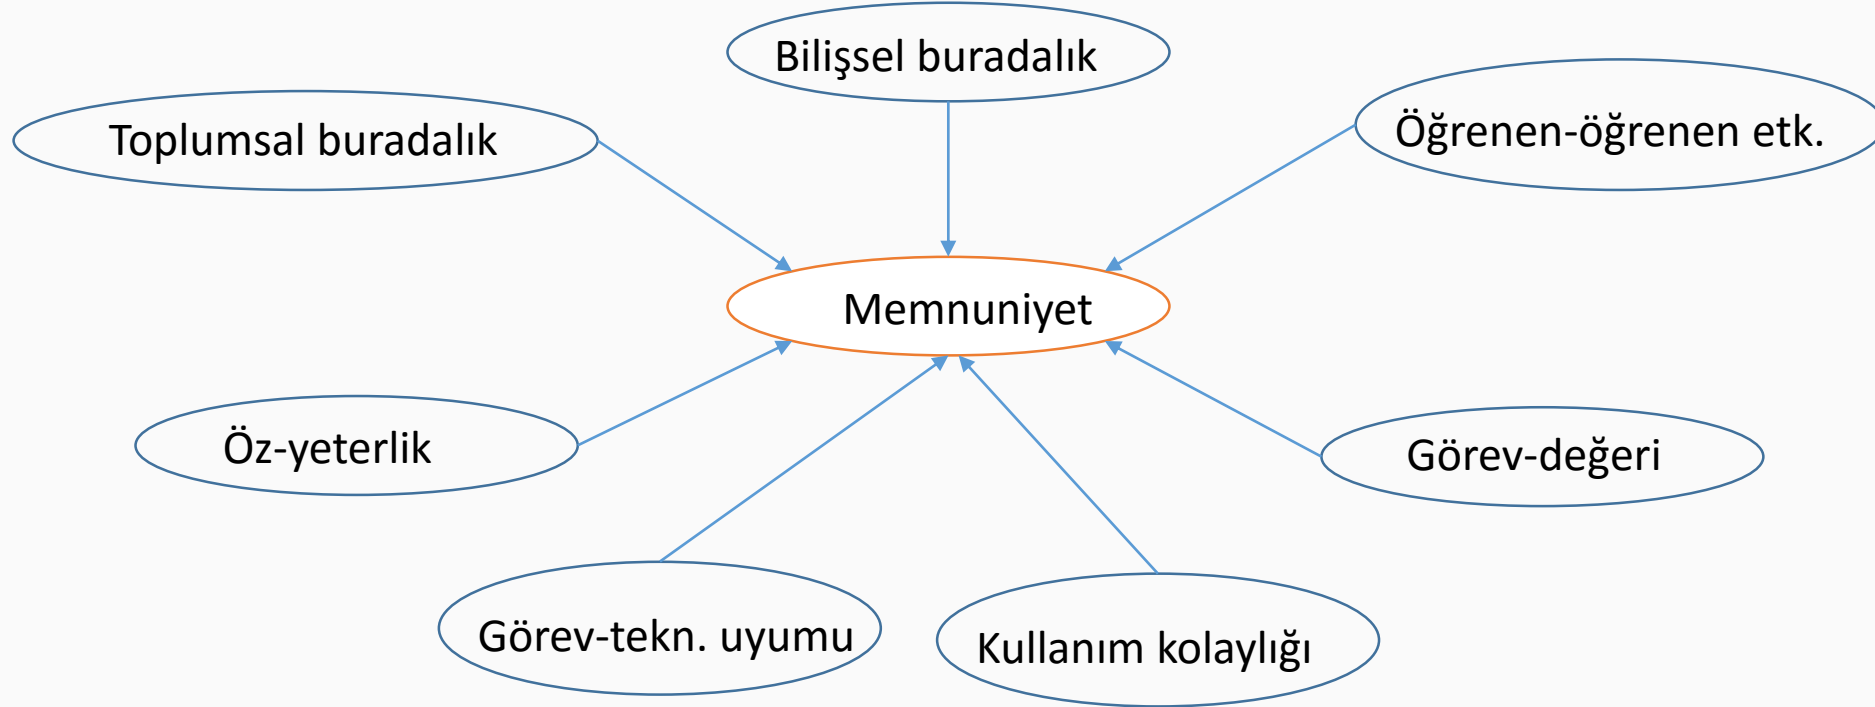 Bilişsel buradalık
Toplumsal buradalık
Öğrenen-öğrenen etk.
Memnuniyet
Öz-yeterlik
Görev-değeri
Görev-tekn. uyumu
Kullanım kolaylığı